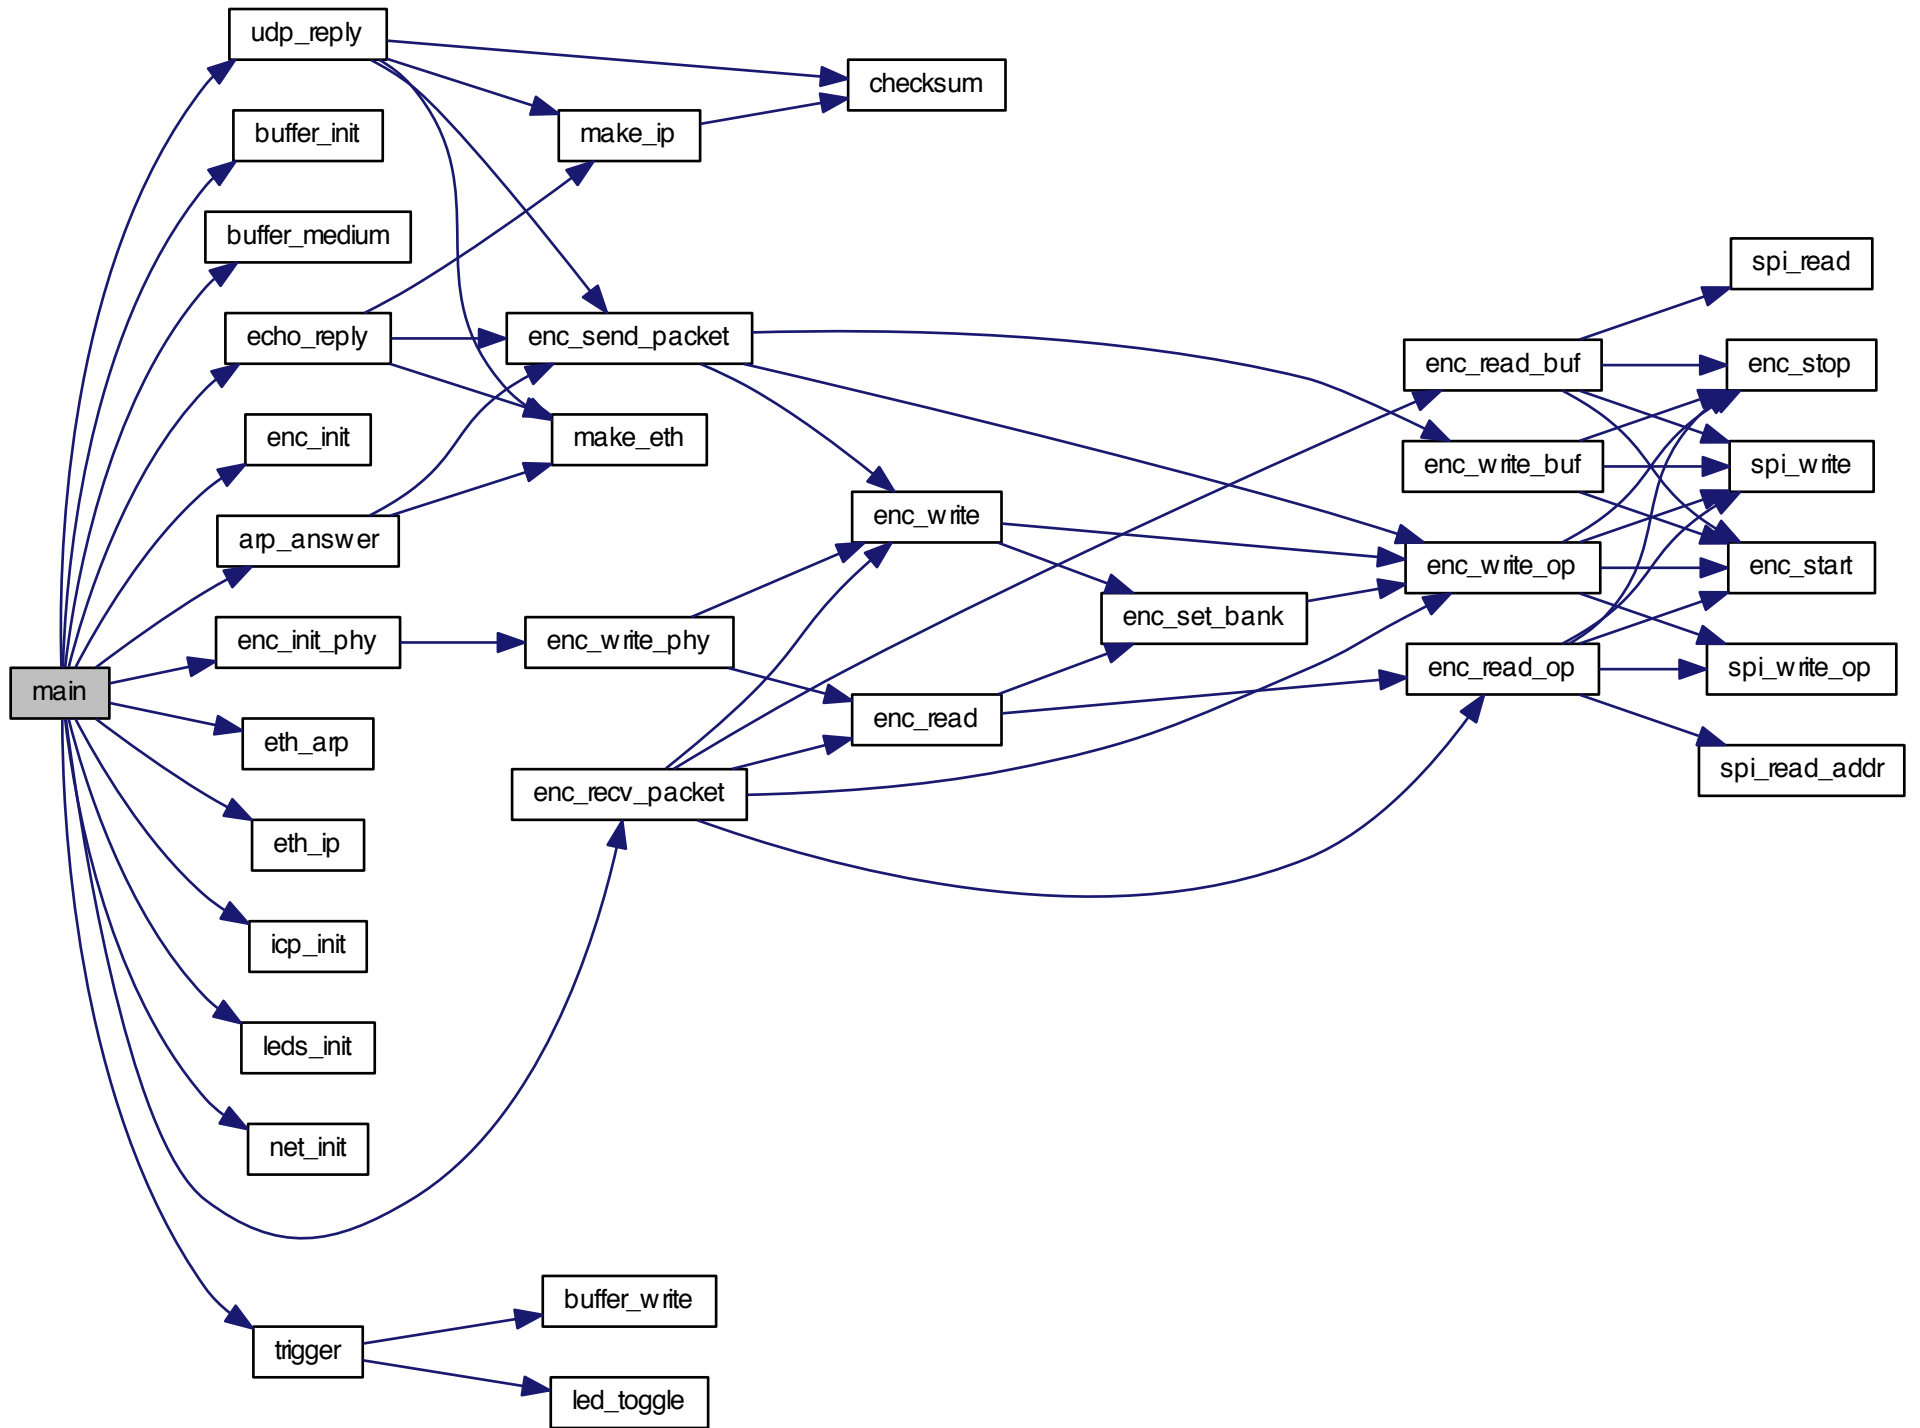 udp_reply
checksum
buffer_init
make_ip
buffer_medium
spi_read
echo_reply
enc_send_packet
enc_read_buf
enc_stop
enc_init
make_eth
enc_write_buf
spi_write
arp_answer
enc_write
enc_write_op
enc_start
enc_init_phy
enc_write_phy
enc_set_bank
enc_read_op
spi_write_op
main
eth_arp
enc_read
spi_read_addr
enc_recv_packet
eth_ip
icp_init
leds_init
net_init
buffer_write
trigger
led_toggle